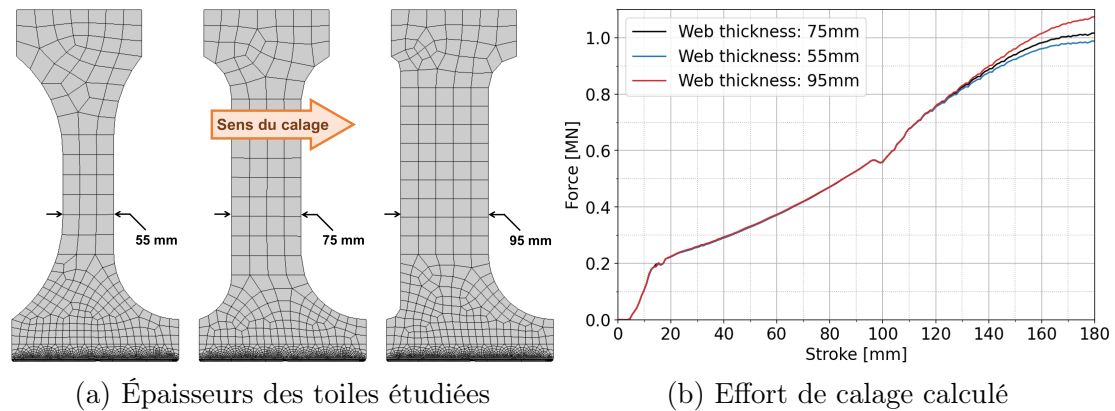 Sens du calage
55 mm
75 mm
95 mm
(a) Épaisseurs des toiles étudiées
Force [MN]
1.0
0.8
0.6
0.4
0.2
0.0
Web thickness: 75mm
Web thickness: 55mm
Web thickness: 95mm
0 20 40 60 80 100 120 140 160 180
Stroke [mm]
(b) Effort de calage calculé